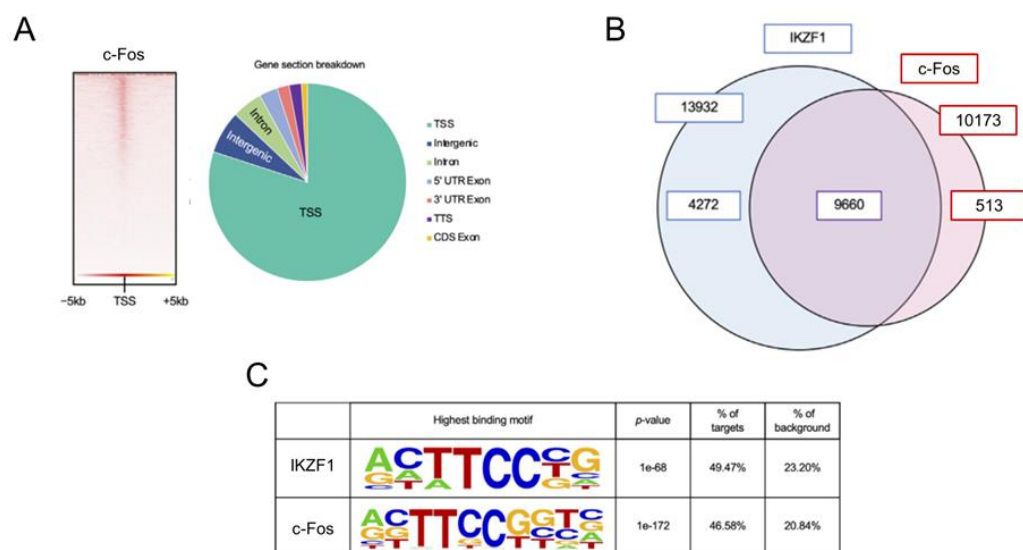 A
c-Fos
−5kb
TSS
+5kb
Gene section breakdown
Intron
Intergenic
TSS
TSS
Intergenic
Intron
5' UTR Exon
3' UTR Exon
TTS
CDS Exon
B
IKZF1
c-Fos
13932
10173
4272
9660
513
C
Highest binding motif
p-value
% of
targets
% of
background
IKZF1
ACTTCCCG
1e-68
49.47%
23.20%
c-Fos
ACTTCCGGTG
1e-172
46.58%
20.84%